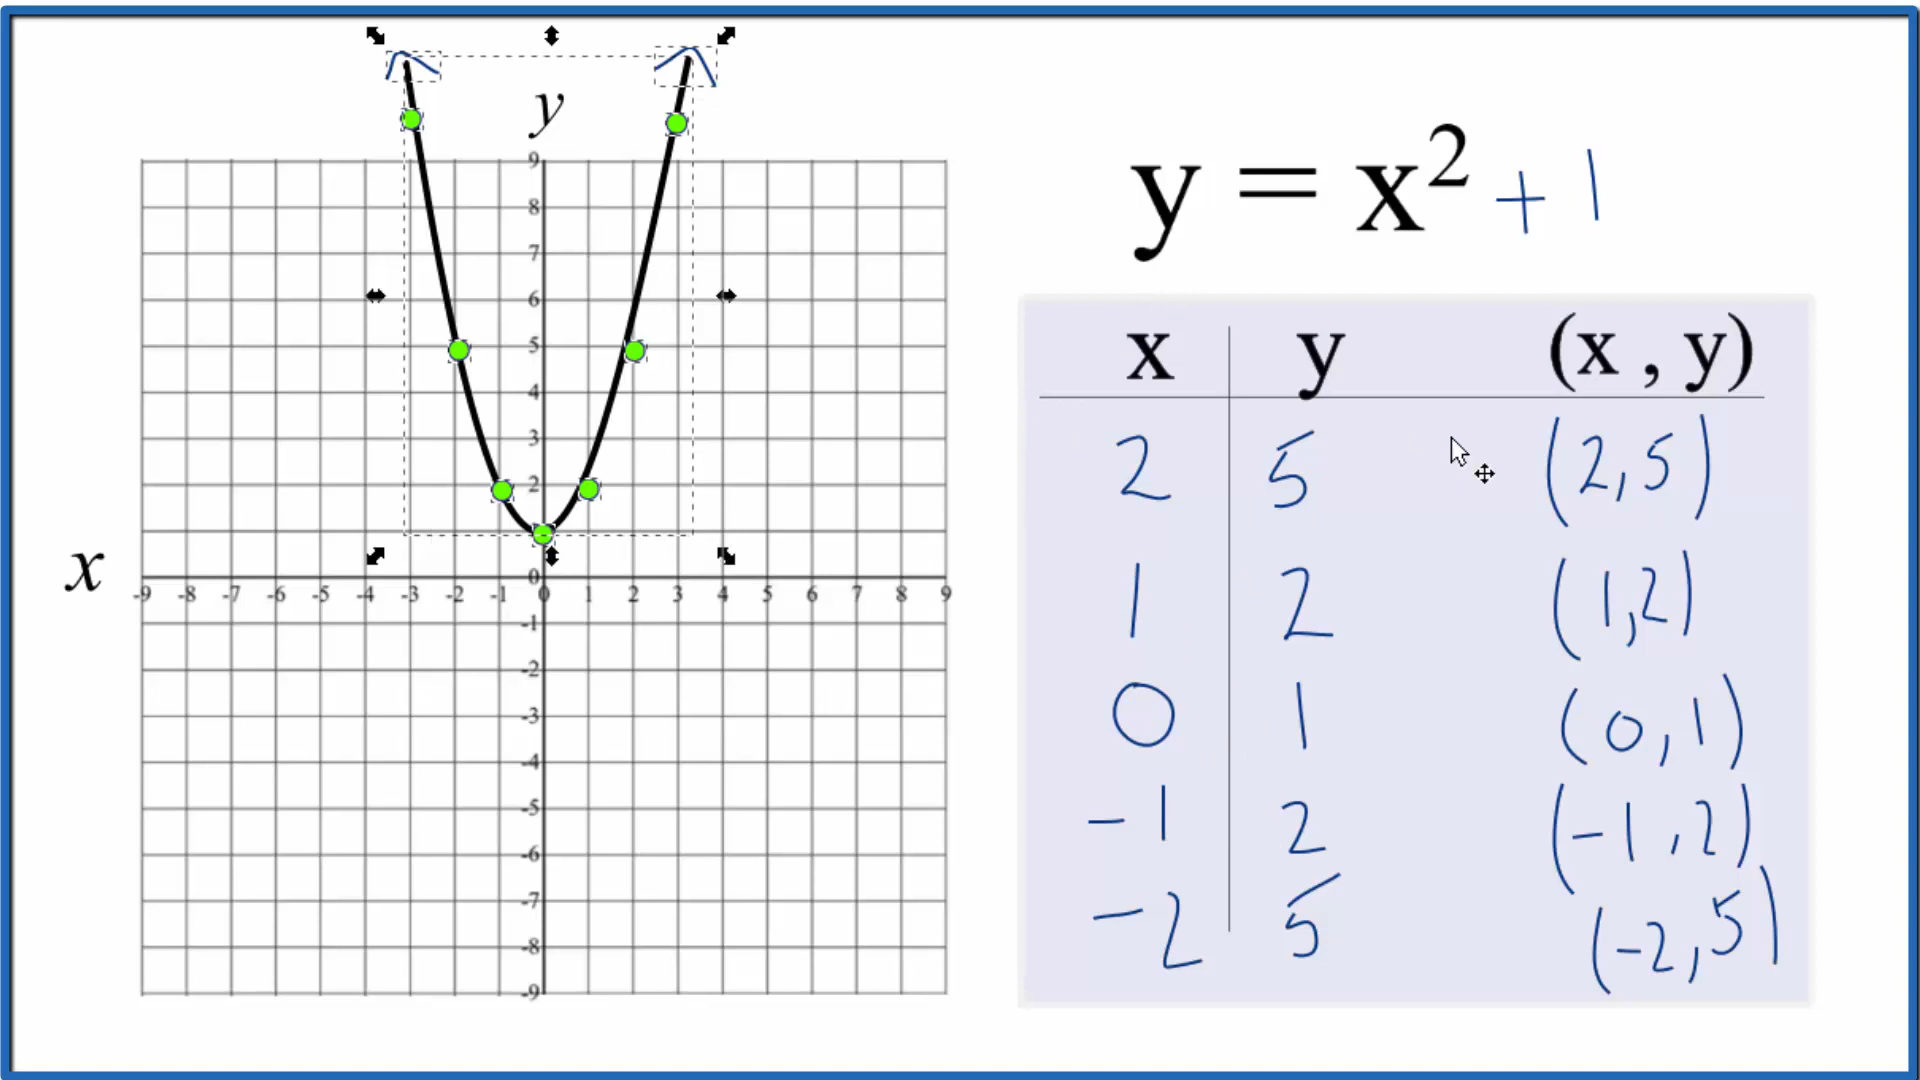 y
9
8
7
6
5
4
3
2
x
0
-9 -8 -7 -6 -5 -4 -3 -2 -1 0 1 2 3 4 5 6 7 8 9
-1
-2
-3
-4
-5
-6
-7
-8
-9
y = x² + 1
x y (x , y)
2 5 (2,5)
1 2 (1,2)
0 1 (0,1)
-1 2 (-1,2)
-2 5 (-2,5)